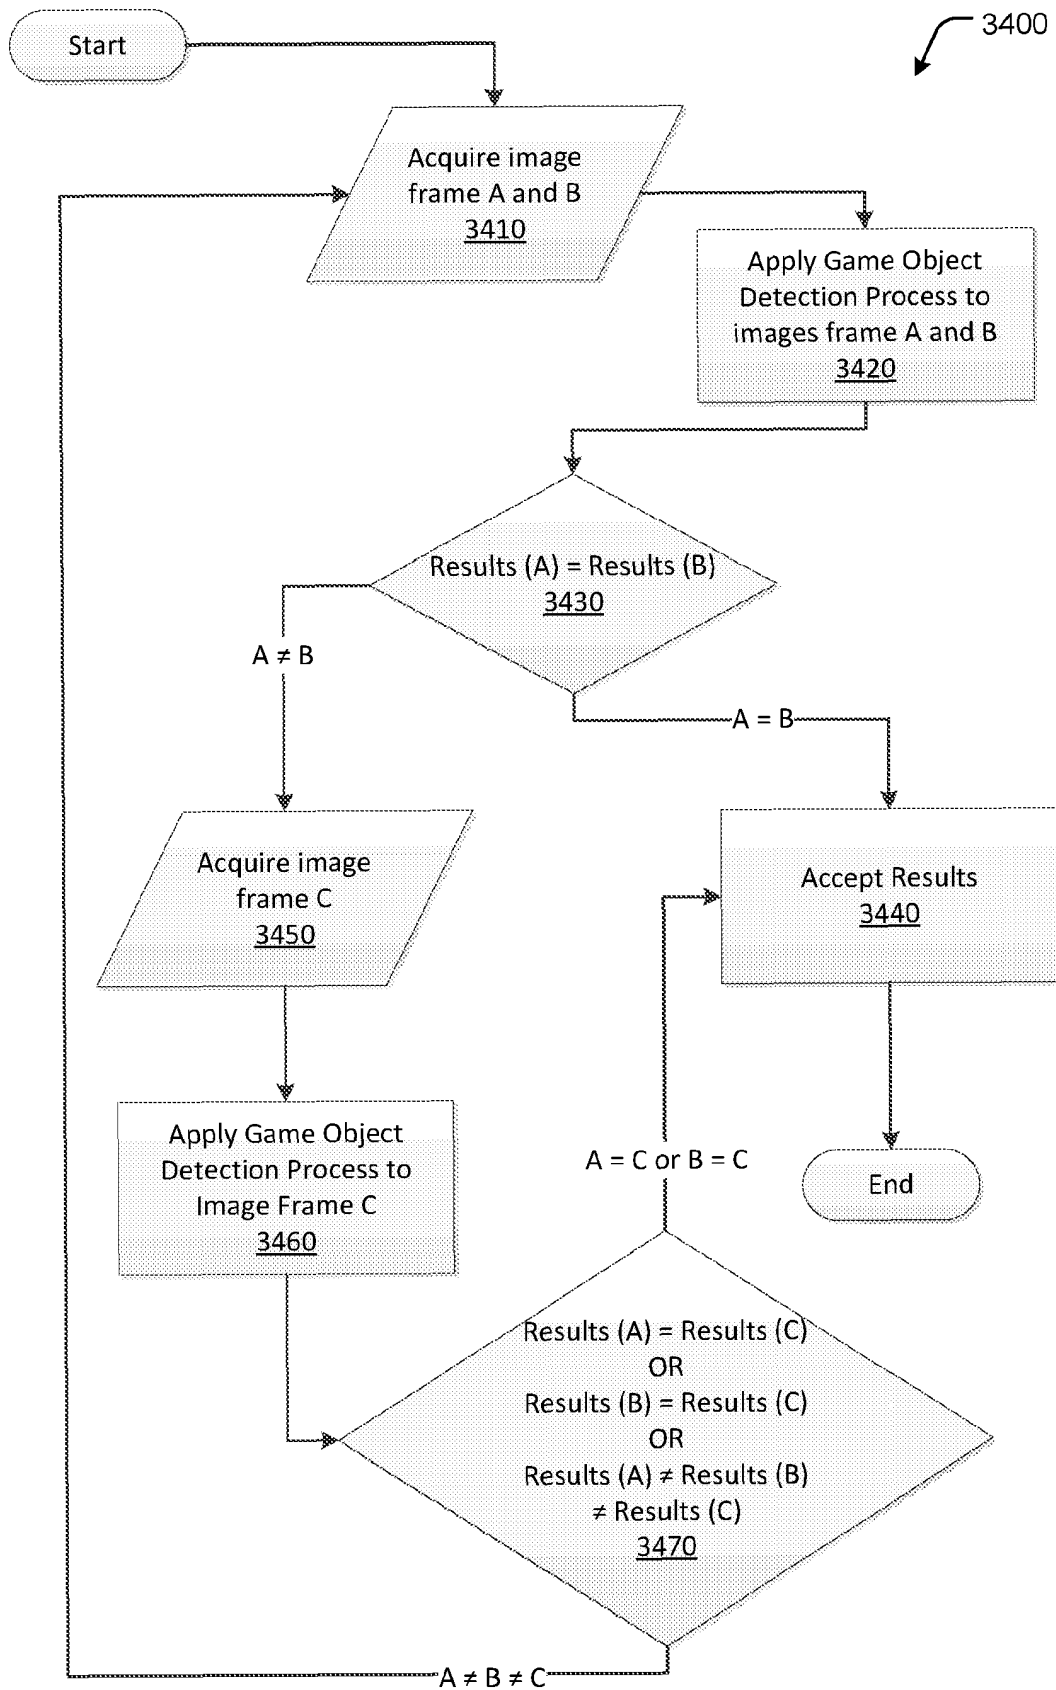 Start
3400
Acquire image
frame A and B
3410
Apply Game Object
Detection Process to
images frame A and B
3420
Results (A) = Results (B)
3430
A ≠ B
A = B
Acquire image
frame C
3450
Accept Results
3440
Apply Game Object
Detection Process to
Image Frame C
3460
A = C or B = C
End
Results (A) = Results (C)
OR
Results (B) = Results (C)
OR
Results (A) ≠ Results (B)
≠ Results (C)
3470
A ≠ B ≠ C